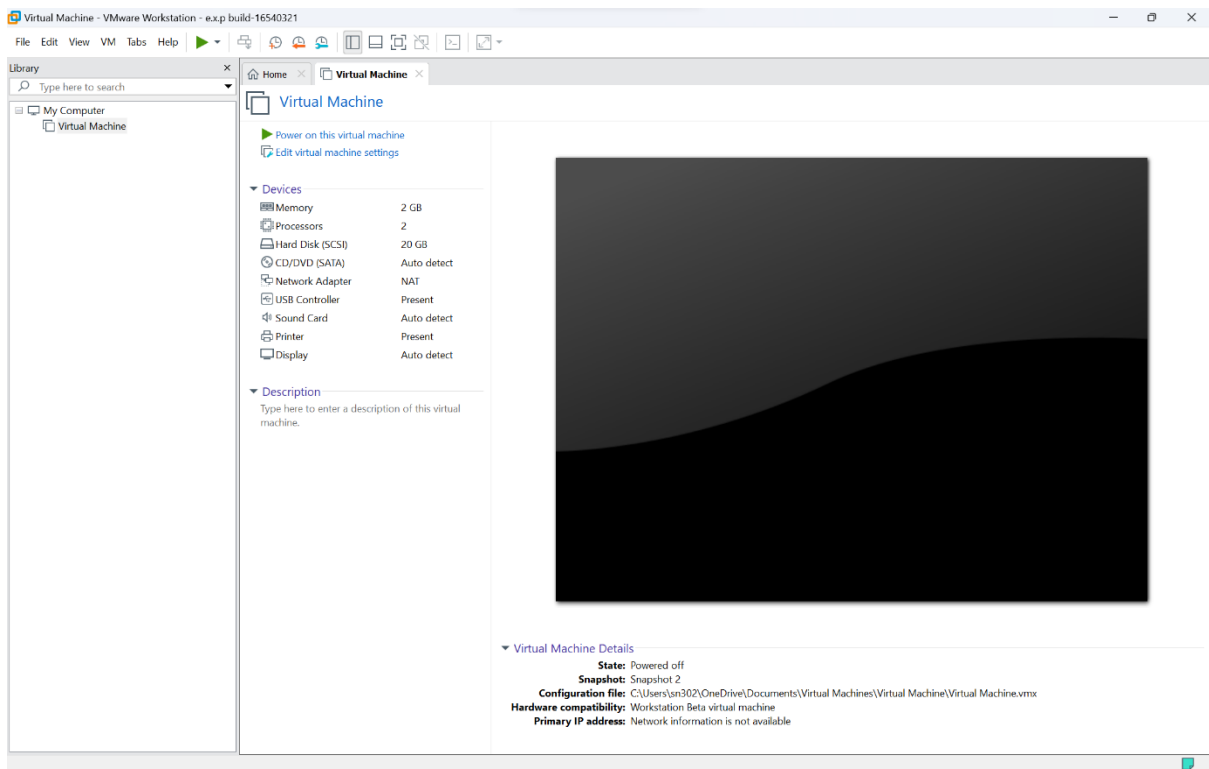 Virtual Machine - VMware Workstation - e.x.p build-16540321
File Edit View VM Tabs Help
Library
Type here to search
My Computer
Virtual Machine
Home
Virtual Machine
Virtual Machine
Power on this virtual machine
Edit virtual machine settings
Devices
Memory 2 GB
Processors 2
Hard Disk (SCSI) 20 GB
CD/DVD (SATA) Auto detect
Network Adapter NAT
USB Controller Present
Sound Card Auto detect
Printer Present
Display Auto detect
Description
Type here to enter a description of this virtual
machine.
Virtual Machine Details
State: Powered off
Snapshot: Snapshot 2
Configuration file: C:\Users\sn302\OneDrive\Documents\Virtual Machines\Virtual Machine\Virtual Machine.vmx
Hardware compatibility: Workstation Beta virtual machine
Primary IP address: Network information is not available